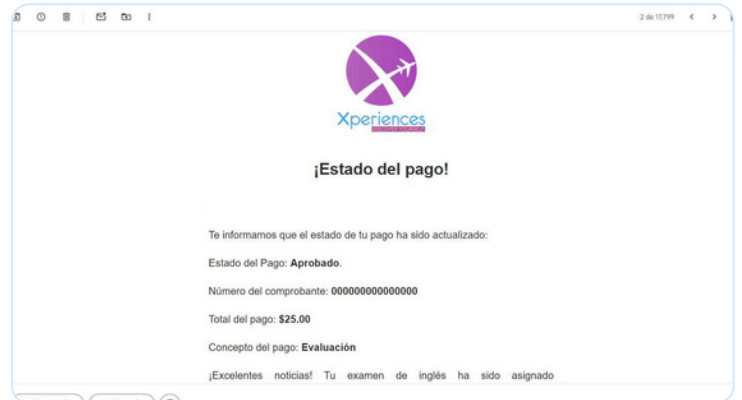 2 de 17,799
Xperiences
DISCOVER YOURSELF
¡Estado del pago!
Te informamos que el estado de tu pago ha sido actualizado:
Estado del Pago: Aprobado.
Número del comprobante: 000000000000000
Total del pago: $25.00
Concepto del pago: Evaluación
¡Excelentes noticias! Tu examen de inglés ha sido asignado